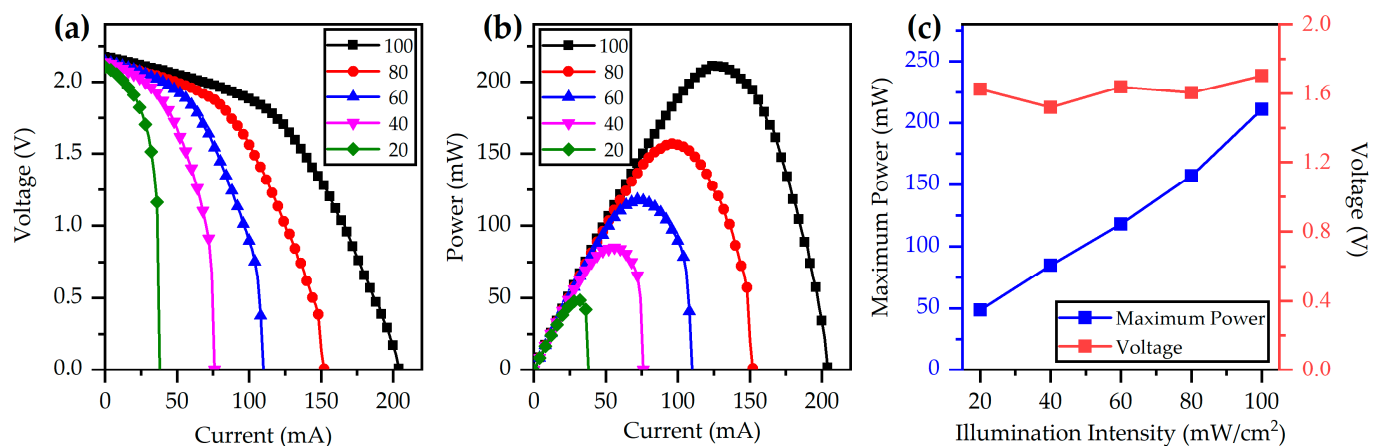 (a)
Voltage (V)
2.0
1.5
1.0
0.5
0.0
100
80
60
40
20
0 50 100 150 200
Current (mA)
(b)
Power (mW)
200
150
100
50
0
100
80
60
40
20
0 50 100 150 200
Current (mA)
(c)
Maximum Power (mW)
250
200
150
100
50
0
Maximum Power
Voltage
20 40 60 80 100
Illumination Intensity (mW/cm²)
2.0
1.6
1.2
0.8
0.4
0.0
Voltage (V)